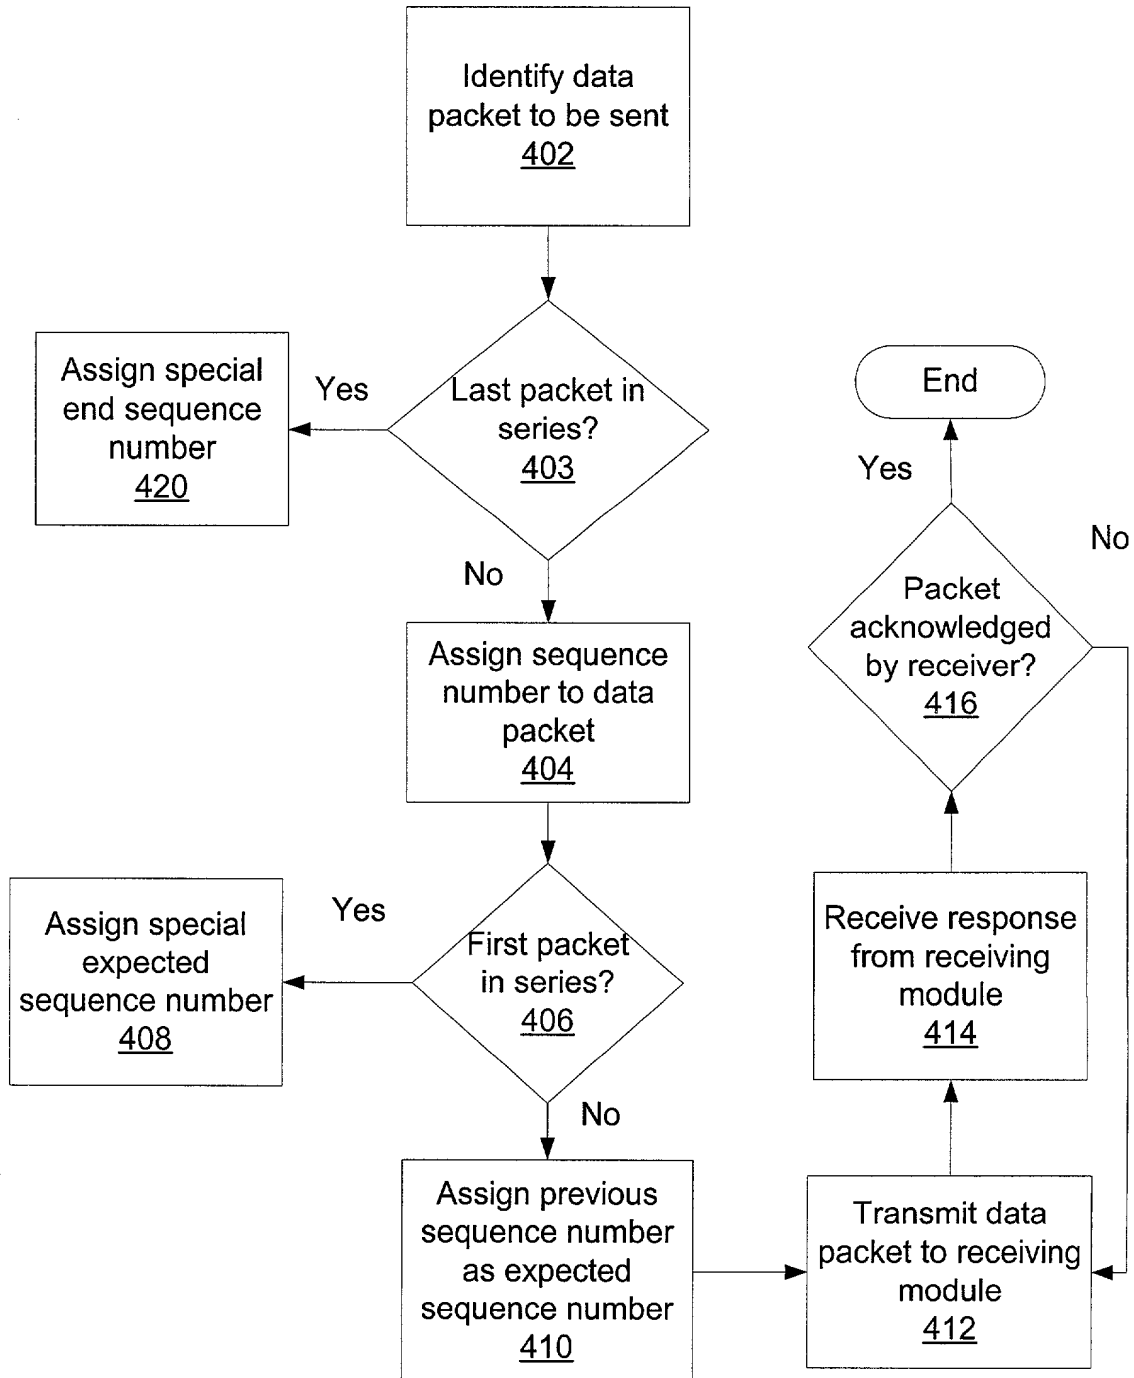 Identify data
packet to be sent
402
Assign special
end sequence
number
420
Yes
Last packet in
series?
403
End
Yes
No
No
Packet
acknowledged
by receiver?
416
Assign sequence
number to data
packet
404
Assign special
expected
sequence number
408
Yes
First packet
in series?
406
Receive response
from receiving
module
414
No
Assign previous
sequence number
as expected
sequence number
410
Transmit data
packet to receiving
module
412